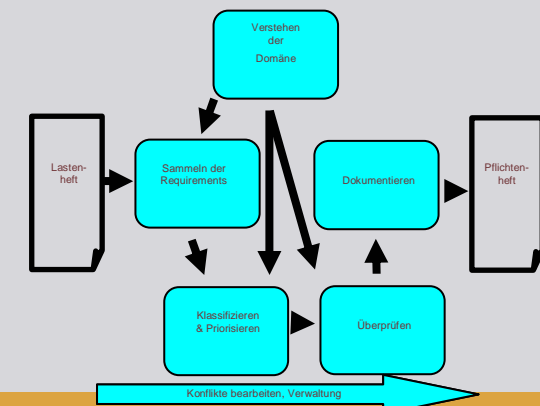 Verstehen
der
Domäne
Lasten-
heft
Sammeln der
Requirements
Dokumentieren
Pflichten-
heft
Klassifizieren
& Priorisieren
Überprüfen
Konflikte bearbeiten, Verwaltung